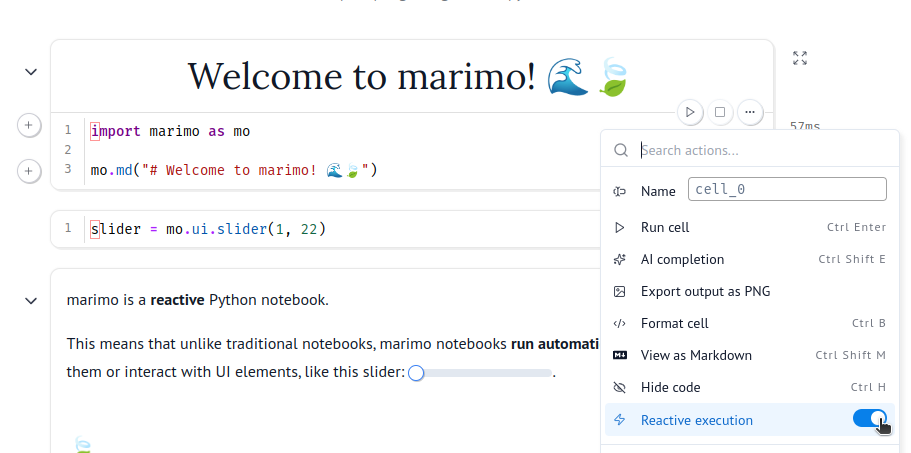 Welcome to marimo! 🌊🍃
57ms
1 import marimo as mo
2
3 mo.md("# Welcome to marimo! 🌊🍃")
1 slider = mo.ui.slider(1, 22)
marimo is a reactive Python notebook.
This means that unlike traditional notebooks, marimo notebooks run automati
them or interact with UI elements, like this slider: .
Search actions...
Name cell_0
Run cell Ctrl Enter
AI completion Ctrl Shift E
Export output as PNG
Format cell Ctrl B
View as Markdown Ctrl Shift M
Hide code Ctrl H
Reactive execution